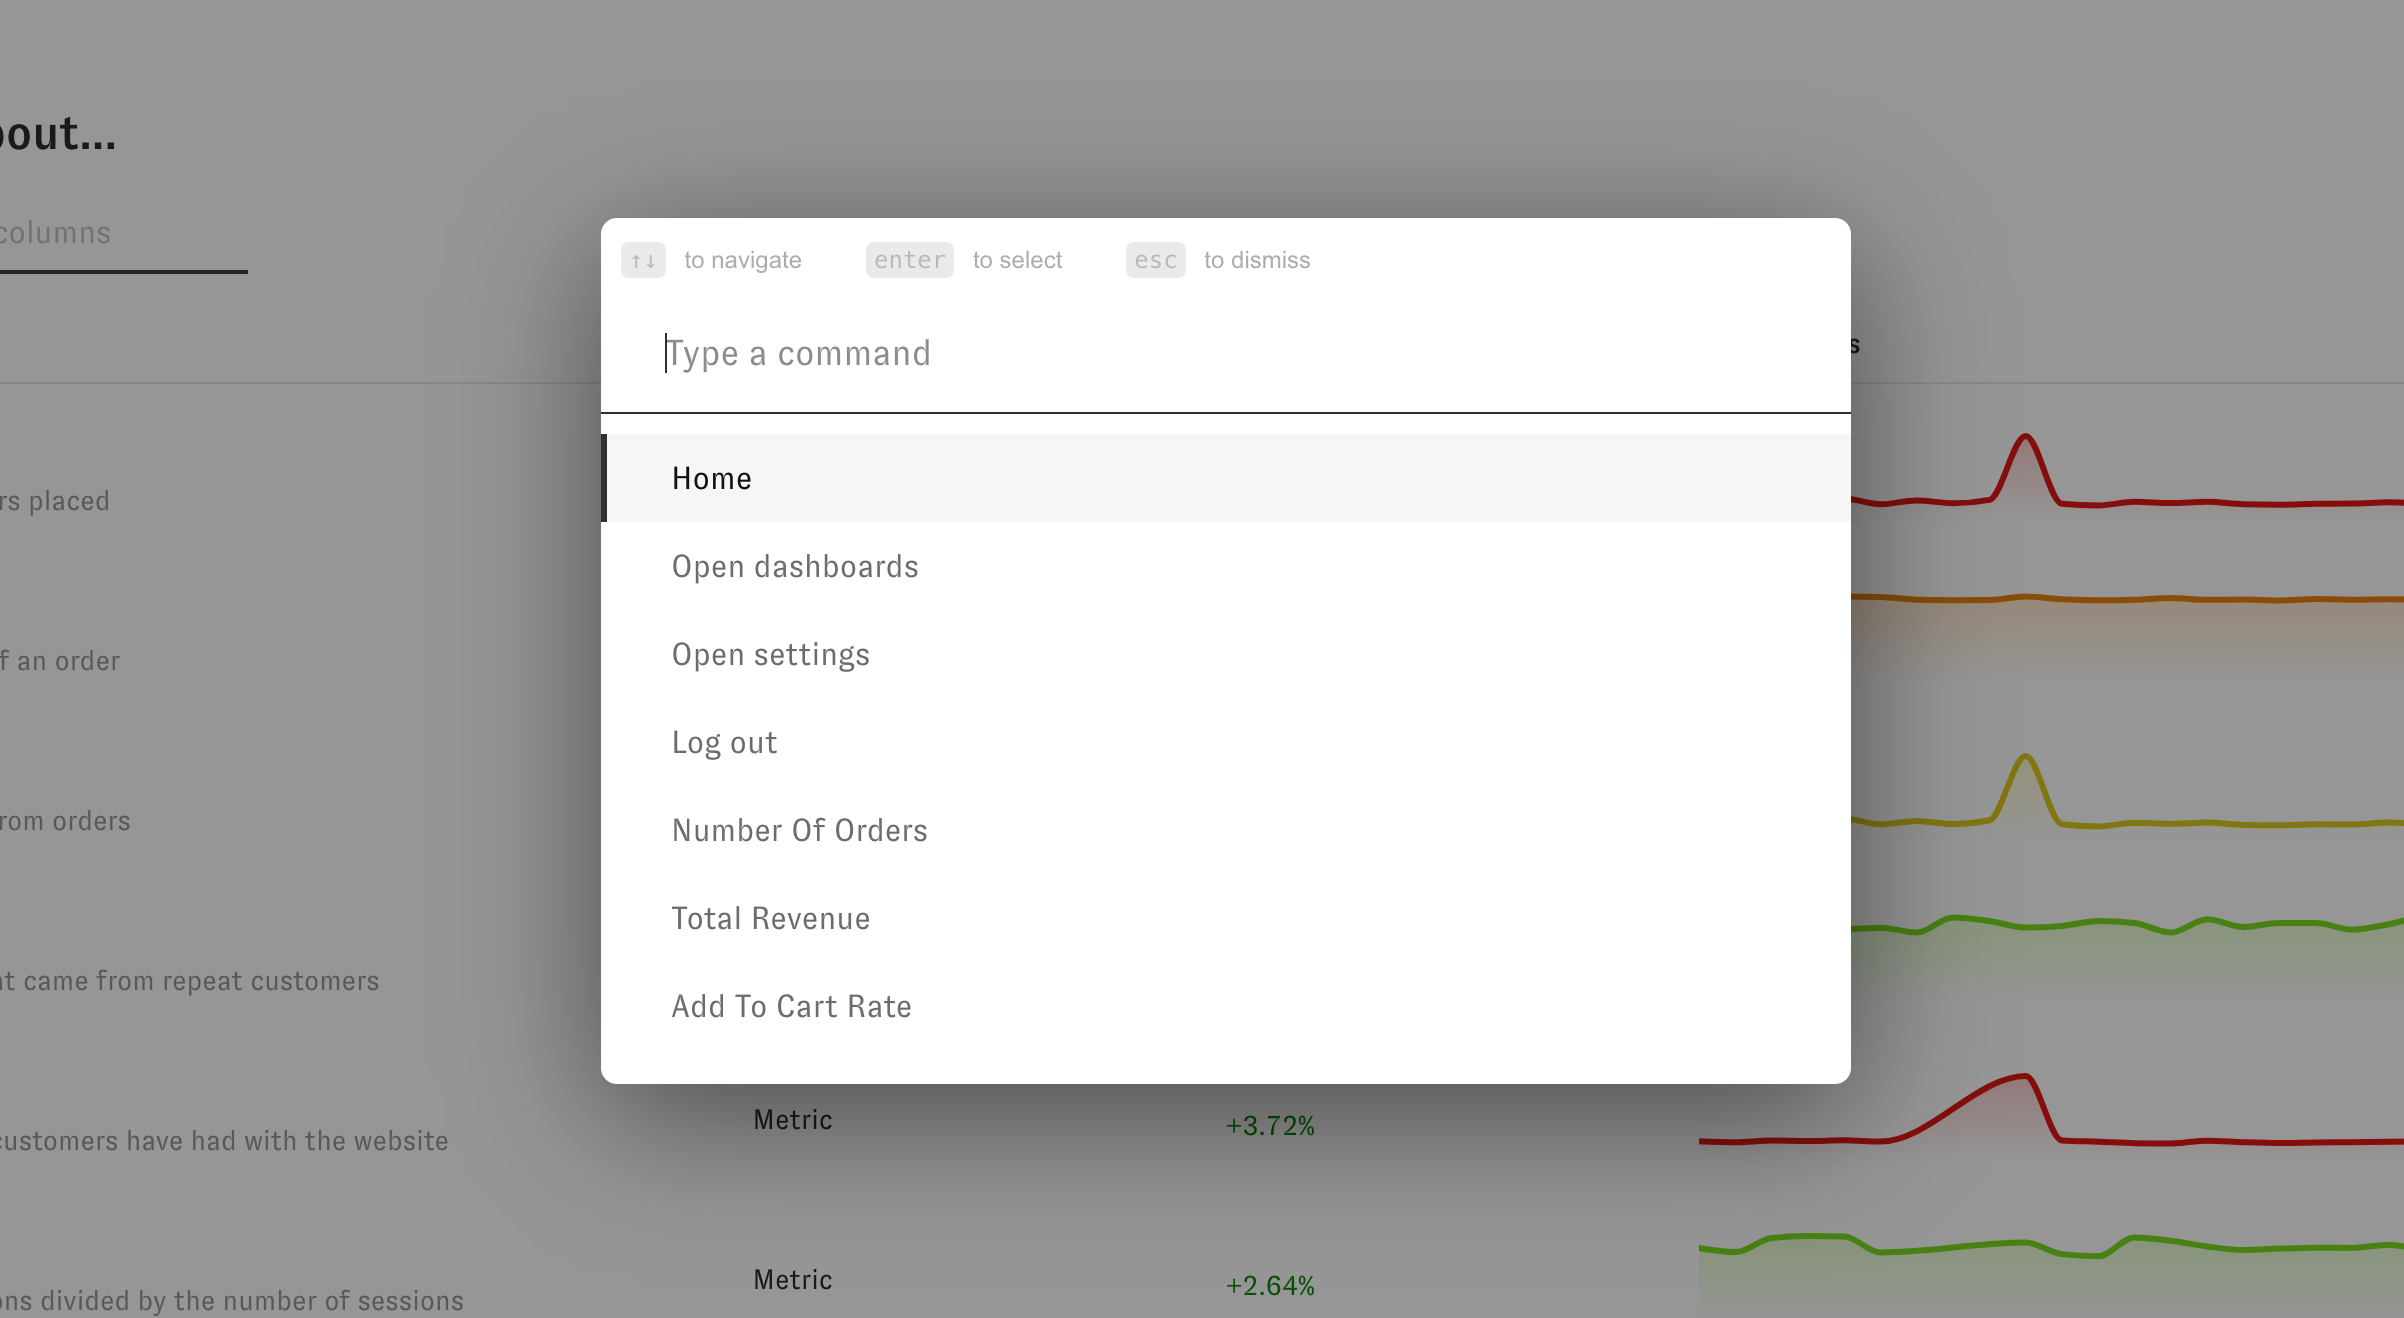 out...
columns
↑↓ to navigate enter to select esc to dismiss
Type a command
Home
Open dashboards
Open settings
Log out
Number Of Orders
Total Revenue
Add To Cart Rate
s
rs placed
f an order
rom orders
t came from repeat customers
customers have had with the website
Metric
+3.72%
ns divided by the number of sessions
Metric
+2.64%